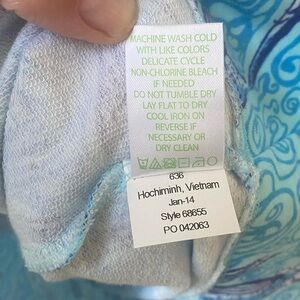 MACHINE WASH COLD
WITH LIKE COLORS
DELICATE CYCLE
NON-CHLORINE BLEACH
IF NEEDED
DO NOT TUMBLE DRY
LAY FLAT TO DRY
COOL IRON ON
REVERSE IF
NECESSARY OR
DRY CLEAN
636
Hochiminh, Vietnam
Jan-14
Style 68655
PO 042063